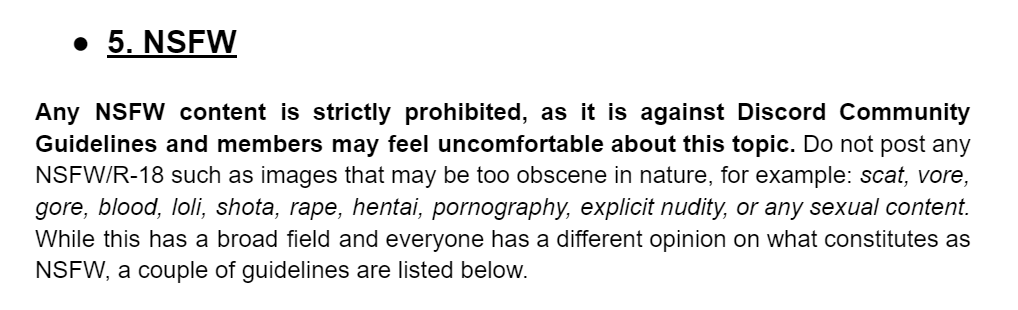 ● 5. NSFW
Any NSFW content is strictly prohibited, as it is against Discord Community
Guidelines and members may feel uncomfortable about this topic. Do not post any
NSFW/R-18 such as images that may be too obscene in nature, for example: scat, vore,
gore, blood, loli, shota, rape, hentai, pornography, explicit nudity, or any sexual content.
While this has a broad field and everyone has a different opinion on what constitutes as
NSFW, a couple of guidelines are listed below.